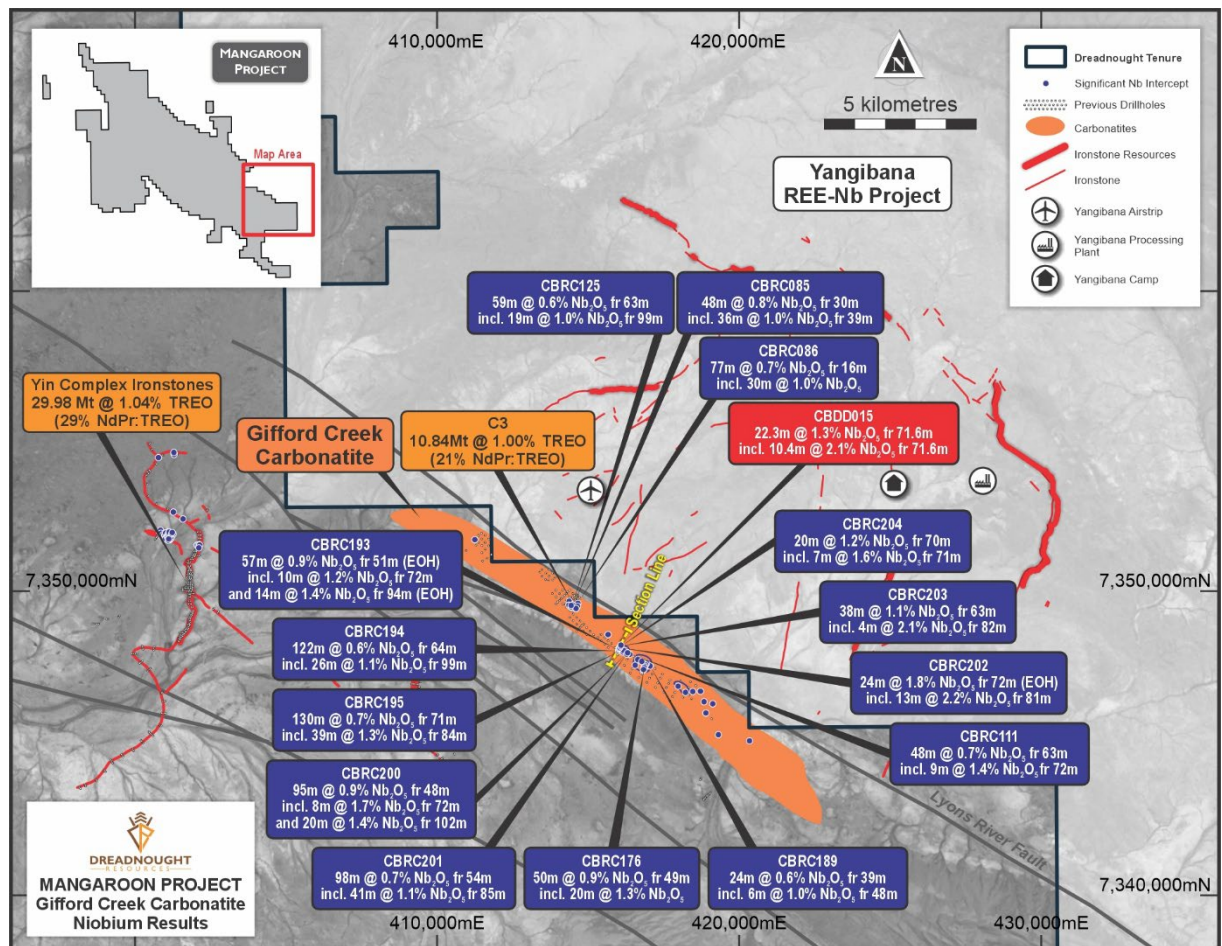 410,000mE
420,000mE
MANGAROON
PROJECT
Map Area
N
5 kilometres
Dreadnought Tenure
Significant Nb Intercept
Previous Drillholes
Carbonatites
Ironstone Resources
Ironstone
Yangibana Airstrip
Yangibana Processing
Plant
Yangibana Camp
Yangibana
REE-Nb Project
CBRC125
59m @ 0.6% Nb₂O₅ fr 63m
incl. 19m @ 1.0% Nb₂O₅ fr 99m
CBRC085
48m @ 0.8% Nb₂O₅ fr 30m
incl. 36m @ 1.0% Nb₂O₅ fr 39m
CBRC086
77m @ 0.7% Nb₂O₅ fr 16m
incl. 30m @ 1.0% Nb₂O₅
Yin Complex Ironstones
29.98 Mt @ 1.04% TREO
(29% NdPr:TREO)
Gifford Creek
Carbonatite
C3
10.84Mt @ 1.00% TREO
(21% NdPr:TREO)
CBDD015
22.3m @ 1.3% Nb₂O₅ fr 71.6m
incl. 10.4m @ 2.1% Nb₂O₅ fr 71.6m
CBRC193
57m @ 0.9% Nb₂O₅ fr 51m (EOH)
incl. 10m @ 1.2% Nb₂O₅ fr 72m
and 14m @ 1.4% Nb₂O₅ fr 94m (EOH)
CBRC204
20m @ 1.2% Nb₂O₅ fr 70m
incl. 7m @ 1.6% Nb₂O₅ fr 71m
7,350,000mN
7,350,000mN
Section Line
CBRC203
38m @ 1.1% Nb₂O₅ fr 63m
incl. 4m @ 2.1% Nb₂O₅ fr 82m
CBRC194
122m @ 0.6% Nb₂O₅ fr 64m
incl. 26m @ 1.1% Nb₂O₅ fr 99m
CBRC202
24m @ 1.8% Nb₂O₅ fr 72m (EOH)
incl. 13m @ 2.2% Nb₂O₅ fr 81m
CBRC195
130m @ 0.7% Nb₂O₅ fr 71m
incl. 39m @ 1.3% Nb₂O₅ fr 84m
CBRC111
48m @ 0.7% Nb₂O₅ fr 63m
incl. 9m @ 1.4% Nb₂O₅ fr 72m
CBRC200
95m @ 0.9% Nb₂O₅ fr 48m
incl. 8m @ 1.7% Nb₂O₅ fr 72m
and 20m @ 1.4% Nb₂O₅ fr 102m
Lyons River Fault
DREADNOUGHT
RESOURCES
MANGAROON PROJECT
Gifford Creek Carbonatite
Niobium Results
CBRC201
98m @ 0.7% Nb₂O₅ fr 54m
incl. 41m @ 1.1% Nb₂O₅ fr 85m
CBRC176
50m @ 0.9% Nb₂O₅ fr 49m
incl. 20m @ 1.3% Nb₂O₅
CBRC189
24m @ 0.6% Nb₂O₅ fr 39m
incl. 6m @ 1.0% Nb₂O₅ fr 48m
7,340,000mN
410,000mE
420,000mE
430,000mE